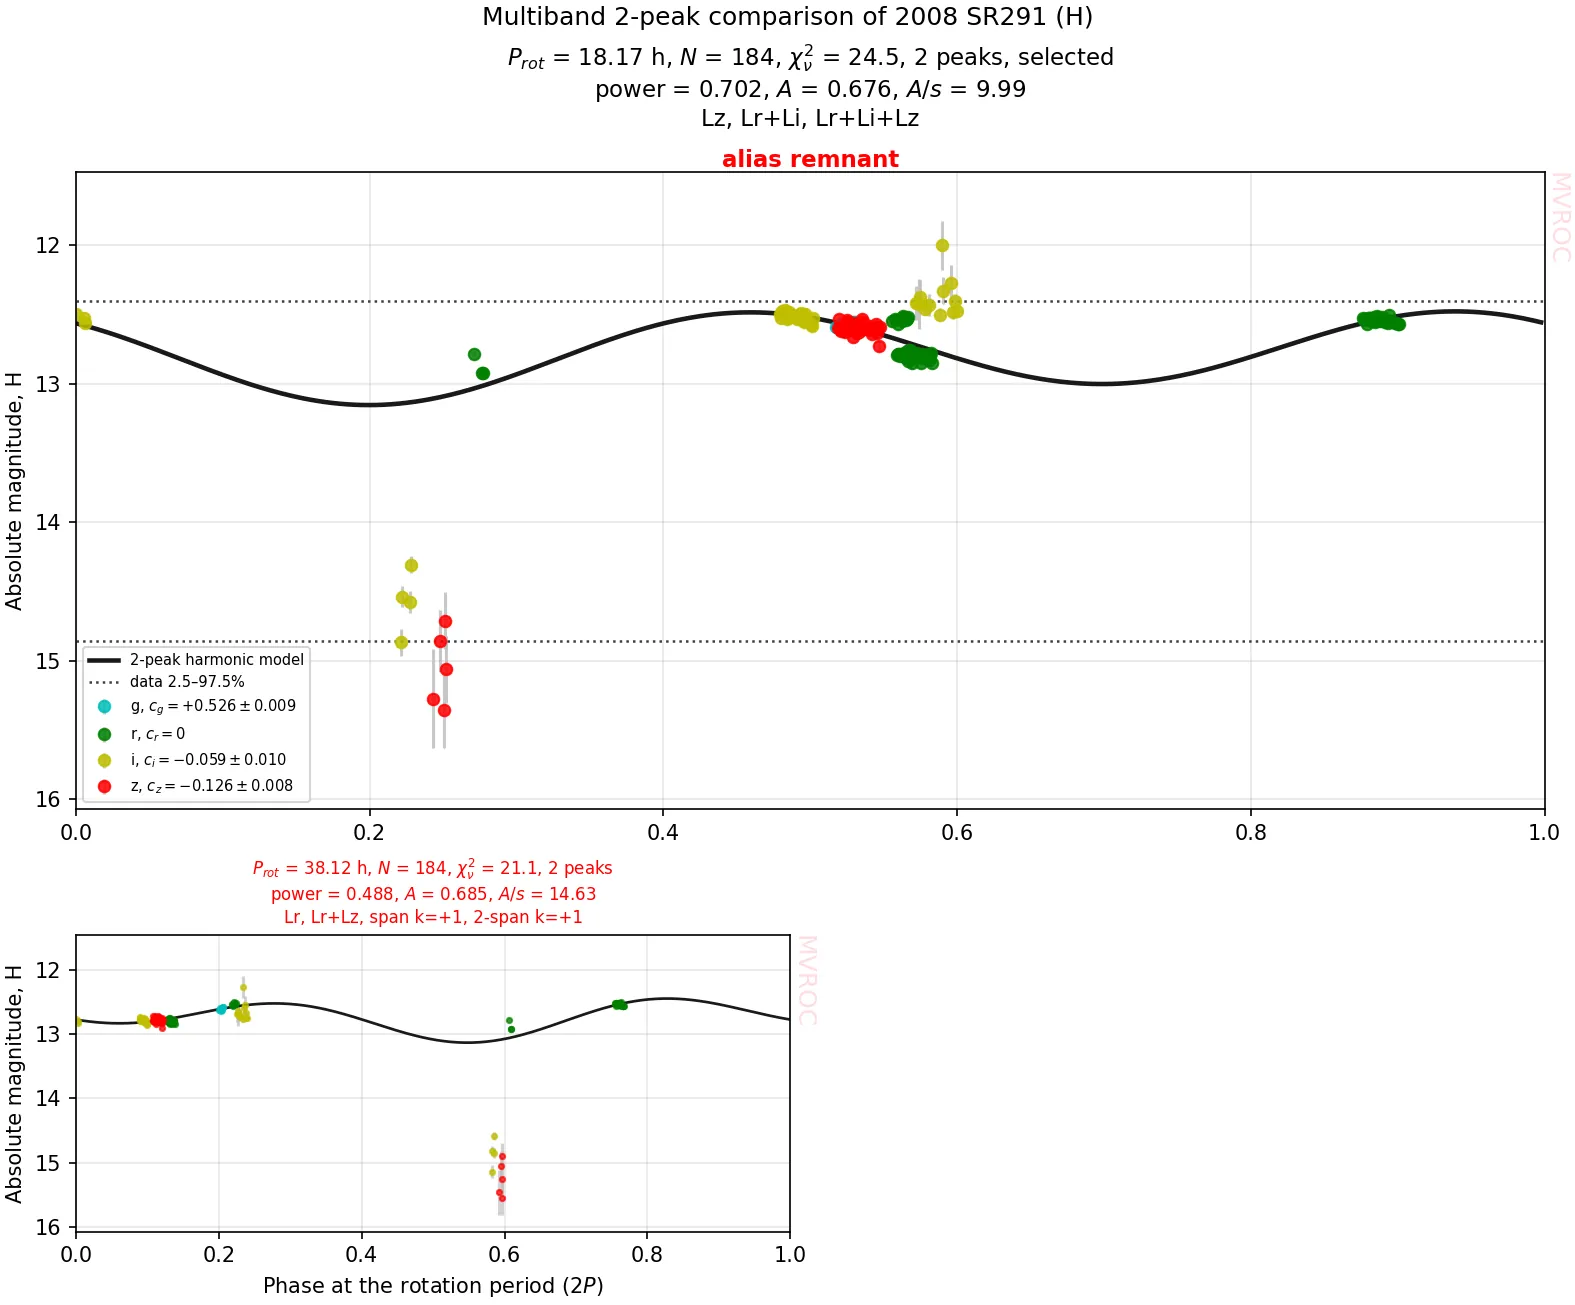 Multiband 2-peak comparison of 2008 SR291 (H)
P_rot = 18.17 h, N = 184, χ²_ν = 24.5, 2 peaks, selected
power = 0.702, A = 0.676, A/s = 9.99
Lz, Lr+Li, Lr+Li+Lz
alias remnant
MVROC
Absolute magnitude, H
12
13
14
15
16
2-peak harmonic model
data 2.5–97.5%
g, c_g = +0.526 ± 0.009
r, c_r = 0
i, c_i = −0.059 ± 0.010
z, c_z = −0.126 ± 0.008
0.0 0.2 0.4 0.6 0.8 1.0
P_rot = 38.12 h, N = 184, χ²_ν = 21.1, 2 peaks
power = 0.488, A = 0.685, A/s = 14.63
Lr, Lr+Lz, span k=+1, 2-span k=+1
MVROC
Absolute magnitude, H
12
13
14
15
16
0.0 0.2 0.4 0.6 0.8 1.0
Phase at the rotation period (2P)